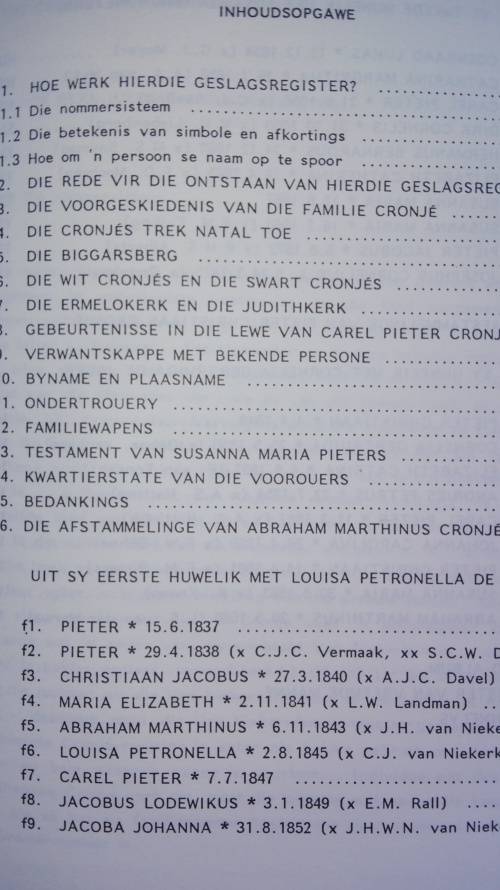 INHOUDSOPGAWE
1. HOE WERK HIERDIE GESLAGSREGISTER? ............
1.1 Die nommersisteem ............
1.2 Die betekenis van simbole en afkortings ............
1.3 Hoe om 'n persoon se naam op te spoor
2. DIE REDE VIR DIE ONTSTAAN VAN HIERDIE GESLAGSREG
3. DIE VOORGESKIEDENIS VAN DIE FAMILIE CRONJÉ .....
4. DIE CRONJÉS TREK NATAL TOE ............
5. DIE BIGGARSBERG ............
6. DIE WIT CRONJÉS EN DIE SWART CRONJÉS ............
7. DIE ERMELOKERK EN DIE JUDITHKERK ............
8. GEBEURTENISSE IN DIE LEWE VAN CAREL PIETER CRONJ
9. VERWANTSKAPPE MET BEKENDE PERSONE ............
0. BYNAME EN PLAASNAME ............
1. ONDERTROUERY ............
2. FAMILIEWAPENS ............
3. TESTAMENT VAN SUSANNA MARIA PIETERS ............
4. KWARTIERSTATE VAN DIE VOOROUERS ............
5. BEDANKINGS ............
6. DIE AFSTAMMELINGE VAN ABRAHAM MARTHINUS CRONJÉ
UIT SY EERSTE HUWELIK MET LOUISA PETRONELLA DE
f1. PIETER * 15.6.1837 ............
f2. PIETER * 29.4.1838 (x C.J.C. Vermaak, xx S.C.W. D
f3. CHRISTIAAN JACOBUS * 27.3.1840 (x A.J.C. Davel)
f4. MARIA ELIZABETH * 2.11.1841 (x L.W. Landman) ..
f5. ABRAHAM MARTHINUS * 6.11.1843 (x J.H. van Nieke
f6. LOUISA PETRONELLA * 2.8.1845 (x C.J. van Niekerk
f7. CAREL PIETER * 7.7.1847 ............
f8. JACOBUS LODEWIKUS * 3.1.1849 (x E.M. Rall) ....
f9. JACOBA JOHANNA * 31.8.1852 (x J.H.W.N. van Niek